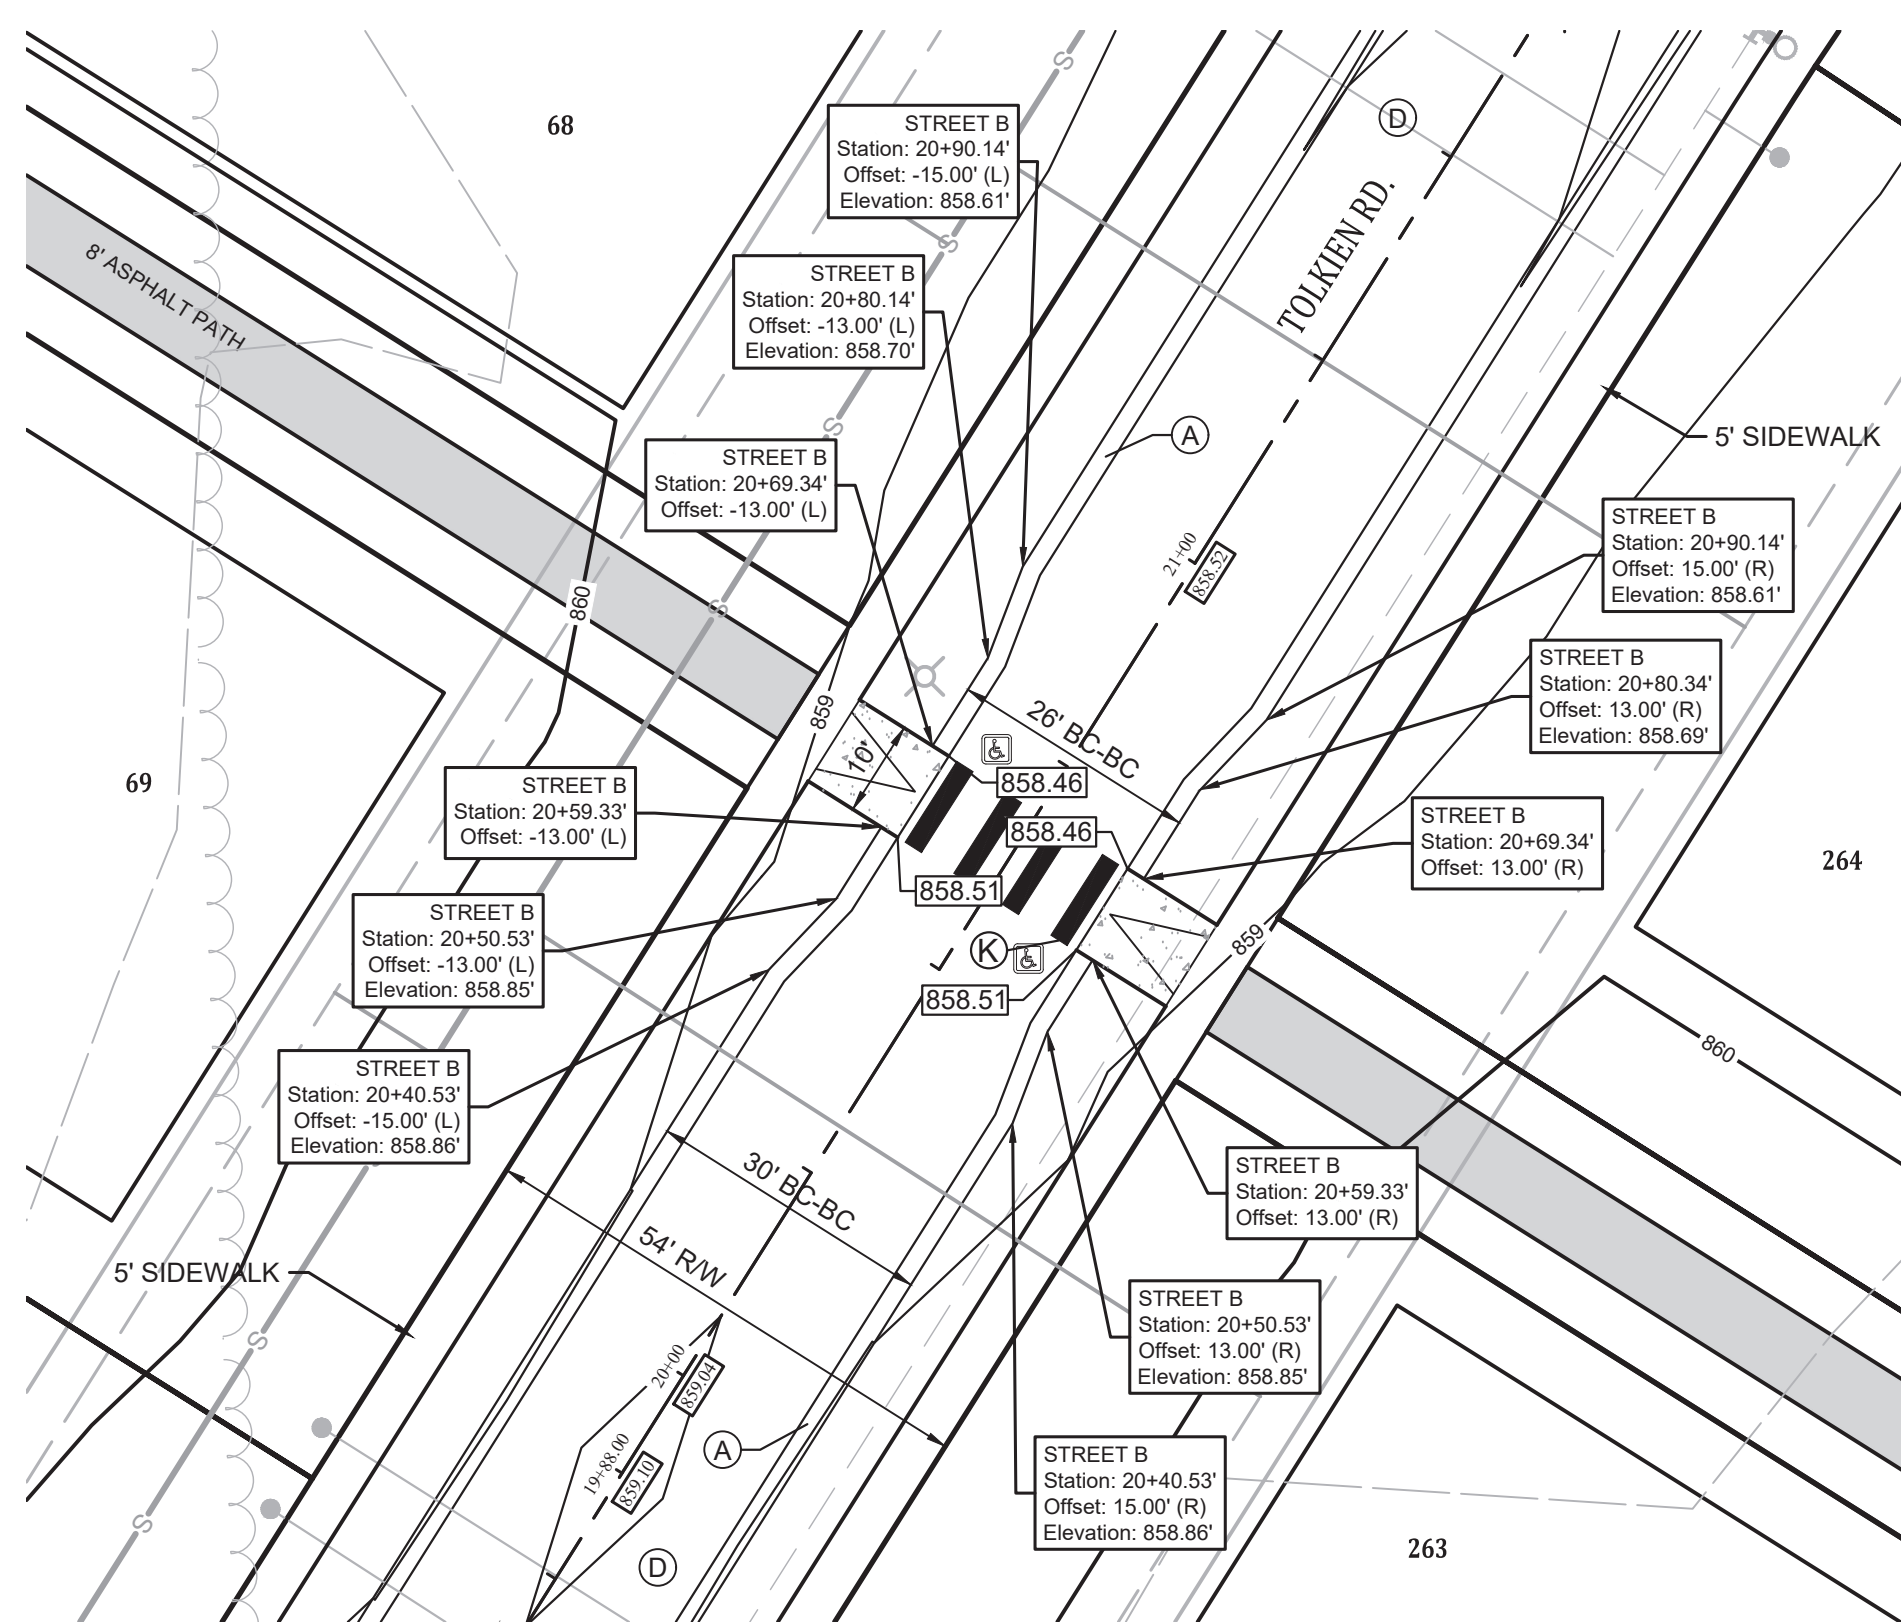 68
D
STREET B
Station: 20+90.14'
Offset: -15.00' (L)
Elevation: 858.61'
S
TOLKIEN RD.
8' ASPHALT PATH
S
STREET B
Station: 20+80.14'
Offset: -13.00' (L)
Elevation: 858.70'
S
A
5' SIDEWALK
STREET B
Station: 20+69.34'
Offset: -13.00' (L)
21+00
858.52
STREET B
Station: 20+90.14'
Offset: 15.00' (R)
Elevation: 858.61'
860
S
STREET B
Station: 20+80.34'
Offset: 13.00' (R)
Elevation: 858.69'
859
26' BC-BC
10'
69
858.46
STREET B
Station: 20+59.33'
Offset: -13.00' (L)
858.46
STREET B
Station: 20+69.34'
Offset: 13.00' (R)
264
858.51
STREET B
Station: 20+50.53'
Offset: -13.00' (L)
Elevation: 858.85'
K
859
858.51
860
STREET B
Station: 20+40.53'
Offset: -15.00' (L)
Elevation: 858.86'
STREET B
Station: 20+59.33'
Offset: 13.00' (R)
30' BC-BC
54' R/W
5' SIDEWALK
S
STREET B
Station: 20+50.53'
Offset: 13.00' (R)
Elevation: 858.85'
20+00
859.04
A
19+88.00
859.10
STREET B
Station: 20+40.53'
Offset: 15.00' (R)
Elevation: 858.86'
S
D
263